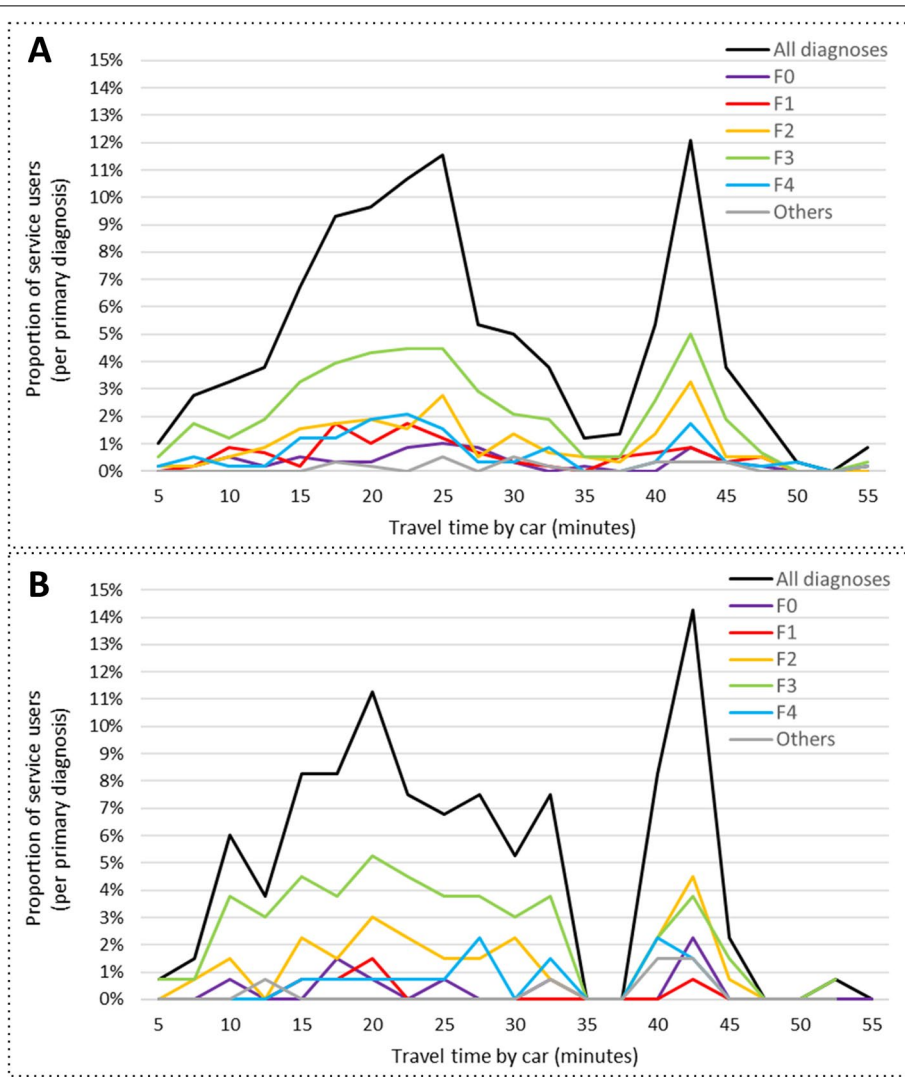 A
15%
14%
13%
12%
11%
10%
9%
8%
7%
6%
5%
4%
3%
2%
1%
0%
Proportion of service users
(per primary diagnosis)
5 10 15 20 25 30 35 40 45 50 55
Travel time by car (minutes)
All diagnoses
F0
F1
F2
F3
F4
Others
B
15%
14%
13%
12%
11%
10%
9%
8%
7%
6%
5%
4%
3%
2%
1%
0%
Proportion of service users
(per primary diagnosis)
5 10 15 20 25 30 35 40 45 50 55
Travel time by car (minutes)
All diagnoses
F0
F1
F2
F3
F4
Others